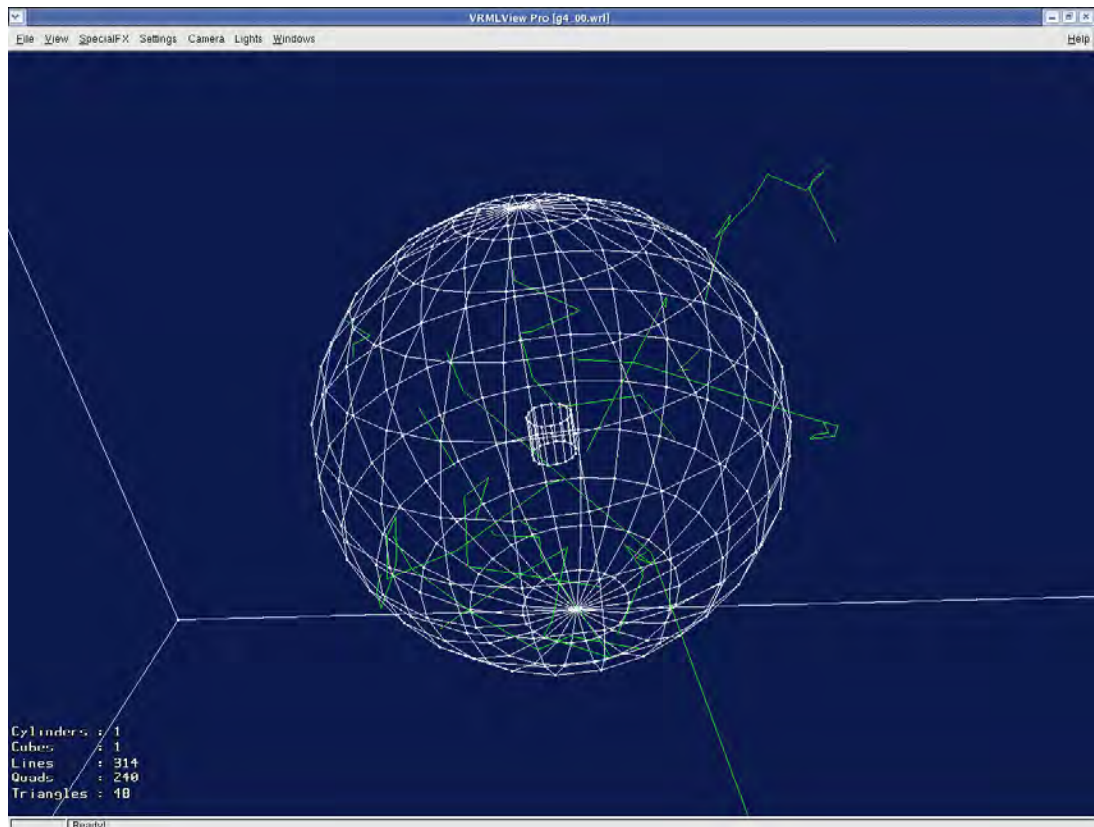 VRMLView Pro [g4_00.wrl]
File View SpecialFX Settings Camera Lights Windows Help
Cylinders : 1
Cubes : 1
Lines : 314
Quads : 240
Triangles : 48
Ready!